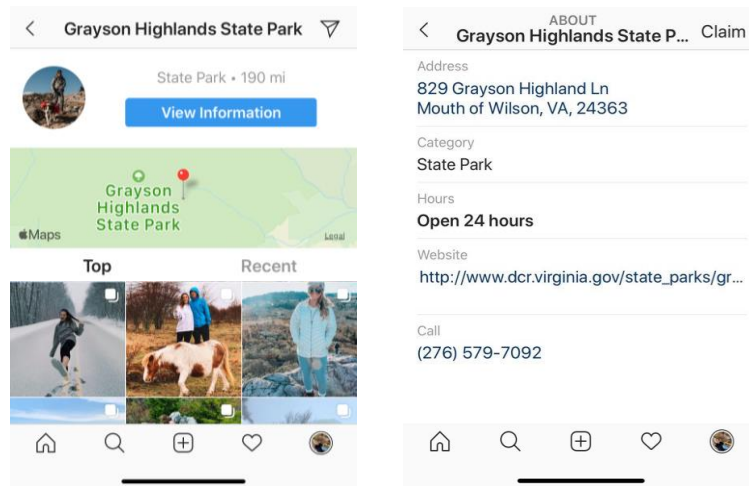 Grayson Highlands State Park
State Park • 190 mi
View Information
Grayson
Highlands
State Park
Maps
Legal
Top
Recent
ABOUT
Grayson Highlands State P...
Claim
Address
829 Grayson Highland Ln
Mouth of Wilson, VA, 24363
Category
State Park
Hours
Open 24 hours
Website
http://www.dcr.virginia.gov/state_parks/gr...
Call
(276) 579-7092